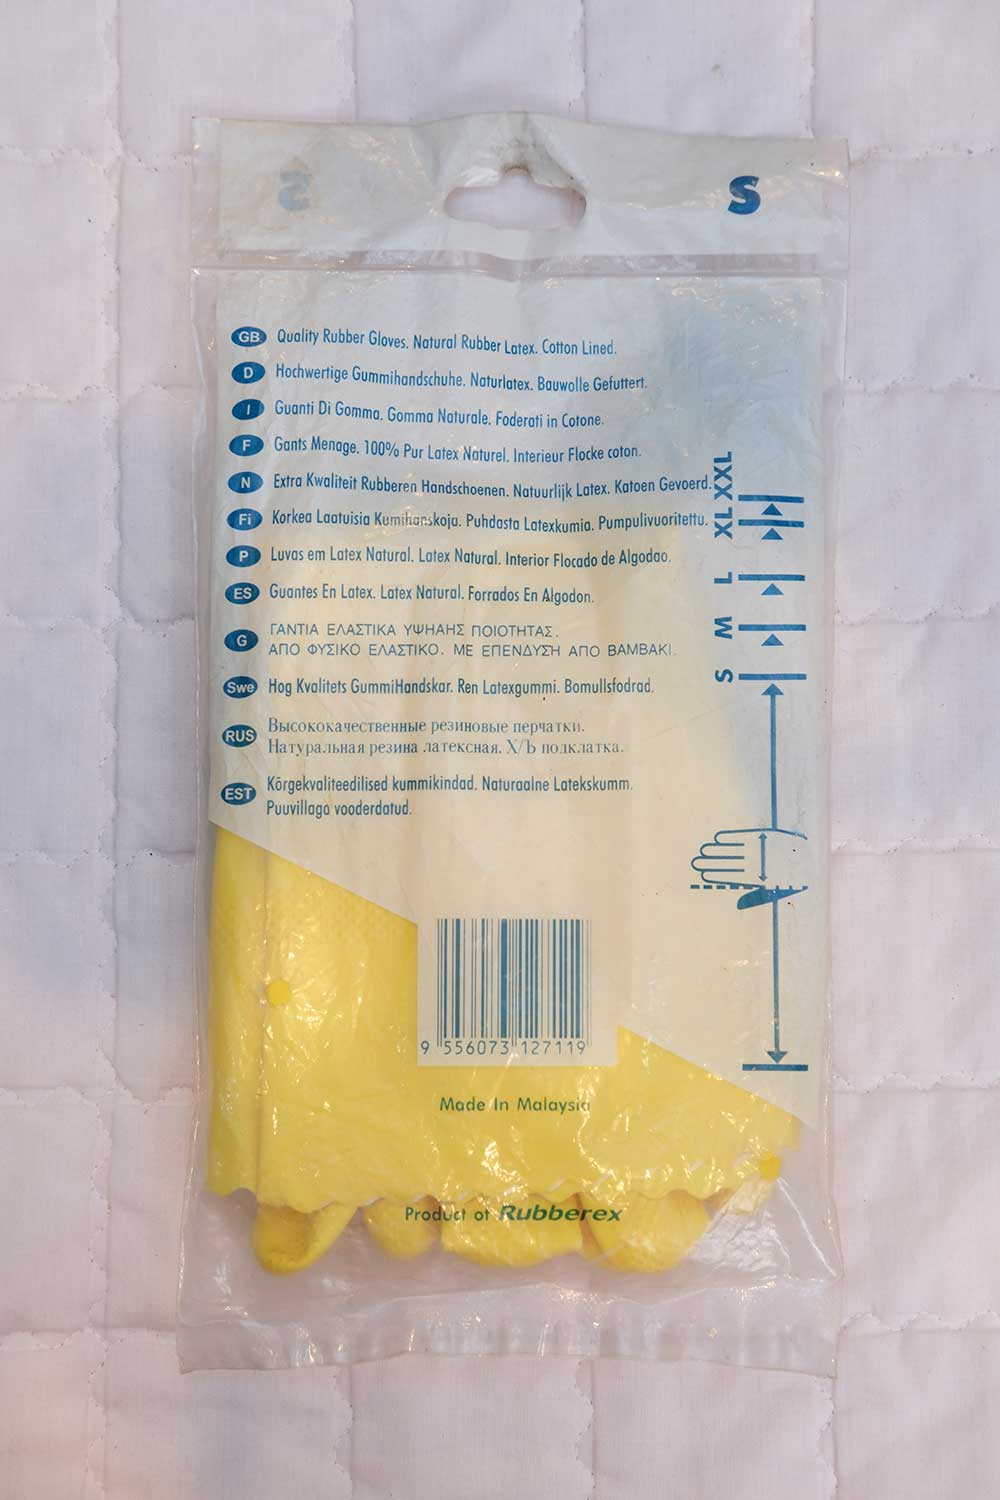 S
GB Quality Rubber Gloves. Natural Rubber Latex. Cotton Lined.
D Hochwertige Gummihandschuhe. Naturlatex. Bauwolle Gefuttert.
I Guanti Di Gomma. Gomma Naturale. Foderati in Cotone.
F Gants Menage. 100% Pur Latex Naturel. Interieur Flocke coton.
N Extra Kwaliteit Rubberen Handschoenen. Natuurlijk Latex. Katoen Gevoerd.
Fi Korkea Laatuisia Kumihanskoja. Puhdasta Latexkumia. Pumpulivuoritettu.
P Luvas em Latex Natural. Latex Natural. Interior Flocado de Algodao.
ES Guantes En Latex. Latex Natural. Forrados En Algodon.
G ΓΑΝΤΙΑ ΕΛΑΣΤΙΚΑ ΥΨΗΑΗΣ ΠΟΙΟΤΗΤΑΣ.
ΑΠΟ ΦΥΣΙΚΟ ΕΛΑΣΤΙΚΟ. ΜΕ ΕΠΕΝΔΥΣΗ ΑΠΟ ΒΑΜΒΑΚΙ.
Swe Hog Kvalitets GummiHandskar. Ren Latexgummi. Bomullsfodrad.
RUS Высококачественные резиновые перчатки.
Натуральная резина латексная. Х/Ъ подклатка.
EST Kõrgekvaliteedilised kummikindad. Naturaalne Latekskumm.
Puuvillaga vooderdatud.
S M L XL XXL
9 556073 127119
Made In Malaysia
Product of Rubberex